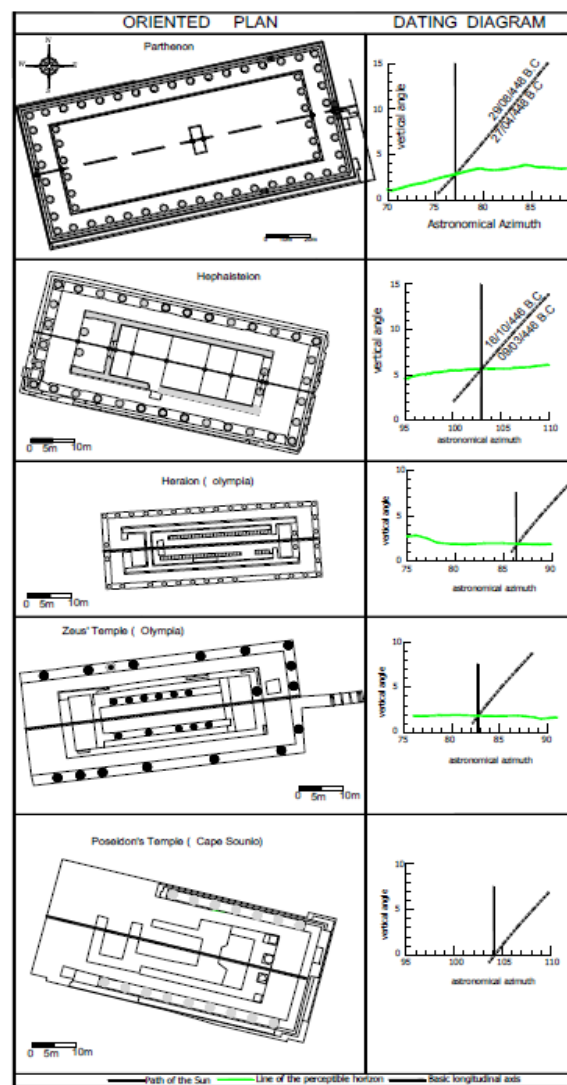 ORIENTED PLAN
DATING DIAGRAM
Parthenon
N
S
15
10
5
0
vertical angle
29/08/448 B.C
27/04/448 B.C
70 75 80 85
Astronomical Azimuth
Hephaisteion
0 5m 10m
15
10
5
0
vertical angle
16/10/446 B.C
09/03/446 B.C
95 100 105 110
astronomical azimuth
Heraion ( olympia)
0 5m 10m
10
5
0
vertical angle
75 80 85 90
astronomical azimuth
Zeus' Temple ( Olympia)
0 5m 10m
10
5
0
vertical angle
75 80 85 90
astronomical azimuth
Poseidon's Temple ( Cape Sounio)
0 5m 10m
10
5
0
vertical angle
95 100 105 110
astronomical azimuth
Path of the Sun Line of the perceptible horizon Basic longitudinal axis